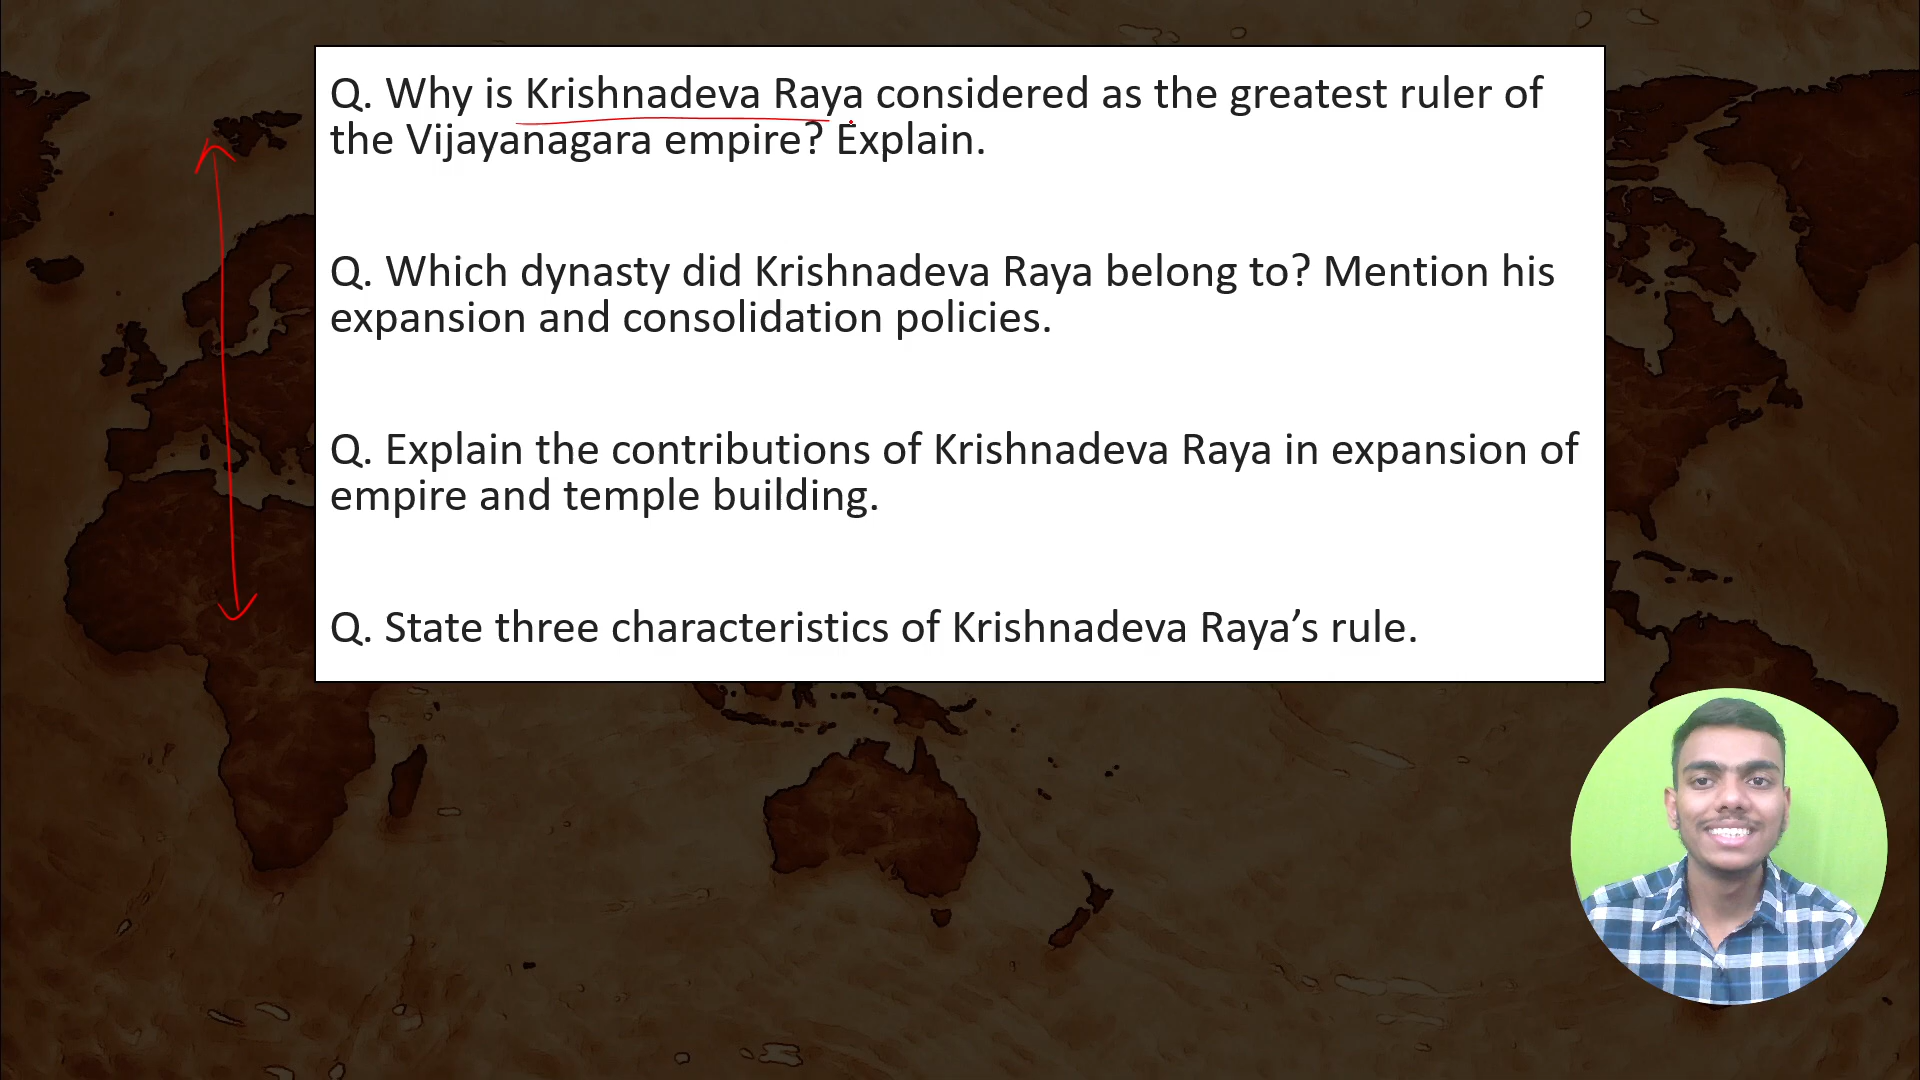 Q. Why is Krishnadeva Raya considered as the greatest ruler of
the Vijayanagara empire? Explain.
Q. Which dynasty did Krishnadeva Raya belong to? Mention his
expansion and consolidation policies.
Q. Explain the contributions of Krishnadeva Raya in expansion of
empire and temple building.
Q. State three characteristics of Krishnadeva Raya’s rule.